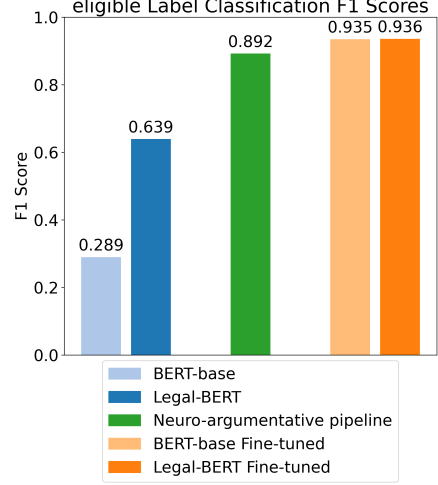 eligible Label Classification F1 Scores
1.0
0.8
0.6
0.4
0.2
0.0
F1 Score
0.289
0.639
0.892
0.935
0.936
BERT-base
Legal-BERT
Neuro-argumentative pipeline
BERT-base Fine-tuned
Legal-BERT Fine-tuned